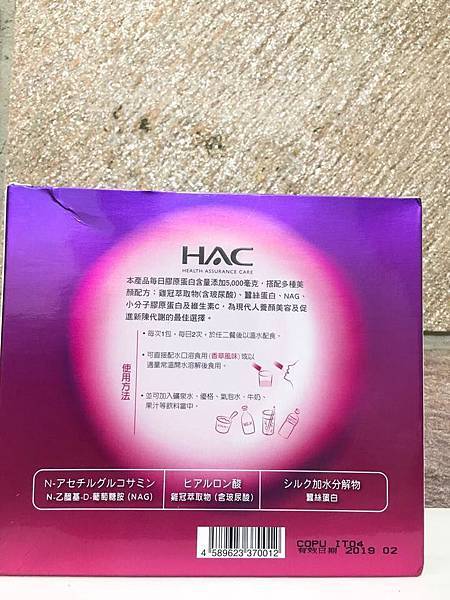 HAC
HEALTH ASSURANCE CARE
本產品每日膠原蛋白含量添加5,000毫克，搭配多種美
顏配方：雞冠萃取物(含玻尿酸)、蠶絲蛋白、NAG、
小分子膠原蛋白及維生素C，為現代人養顏美容及促
進新陳代謝的最佳選擇。
使用方法
• 每次1包，每日2次，於任二餐後以溫水配食。
• 可直接配水口溶食用(香草風味)或以
適量常溫開水溶解後食用。
• 並可加入礦泉水、優格、氣泡水、牛奶、
果汁等飲料當中。
N-アセチルグルコサミン
N-乙醯基-D-葡萄糖胺 (NAG)
ヒアルロン酸
雞冠萃取物 (含玻尿酸)
シルク加水分解物
蠶絲蛋白
4 589623 370012
COPU IT04
有效日期 2019 02